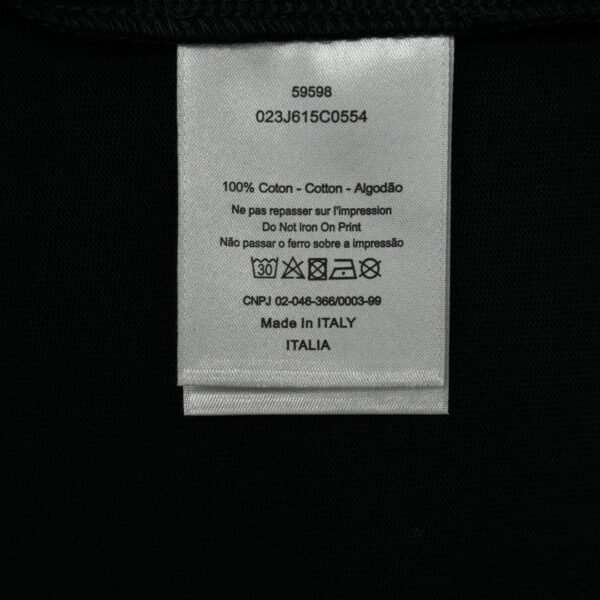 59598
023J615C0554
100% Coton - Cotton - Algodão
Ne pas repasser sur l'impression
Do Not Iron On Print
Não passar o ferro sobre a impressão
30
CNPJ 02-046-366/0003-99
Made In ITALY
ITALIA